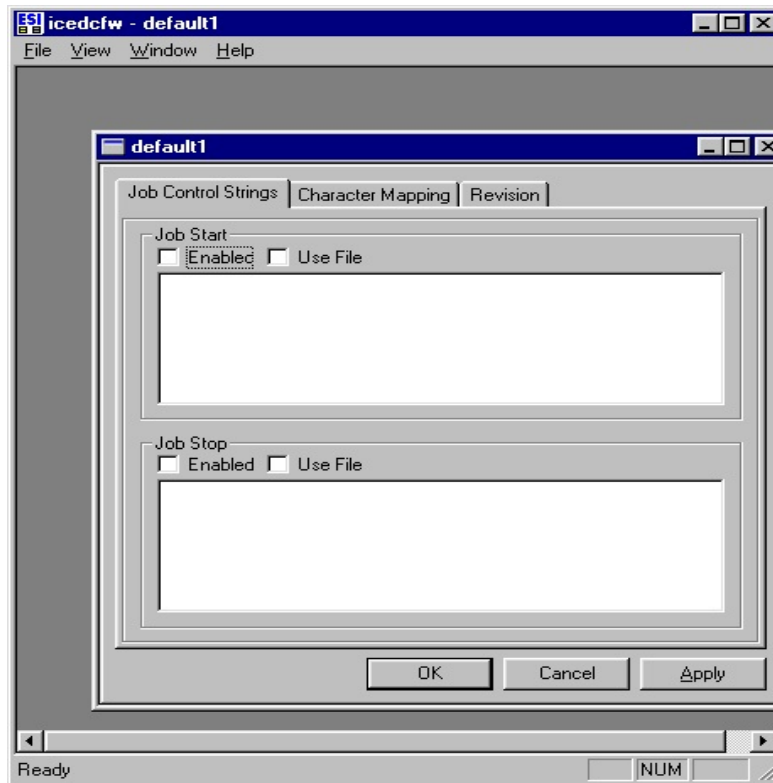 ESI icedcfw - default1
File View Window Help
default1
Job Control Strings Character Mapping Revision
Job Start
Enabled Use File
Job Stop
Enabled Use File
OK Cancel Apply
Ready NUM